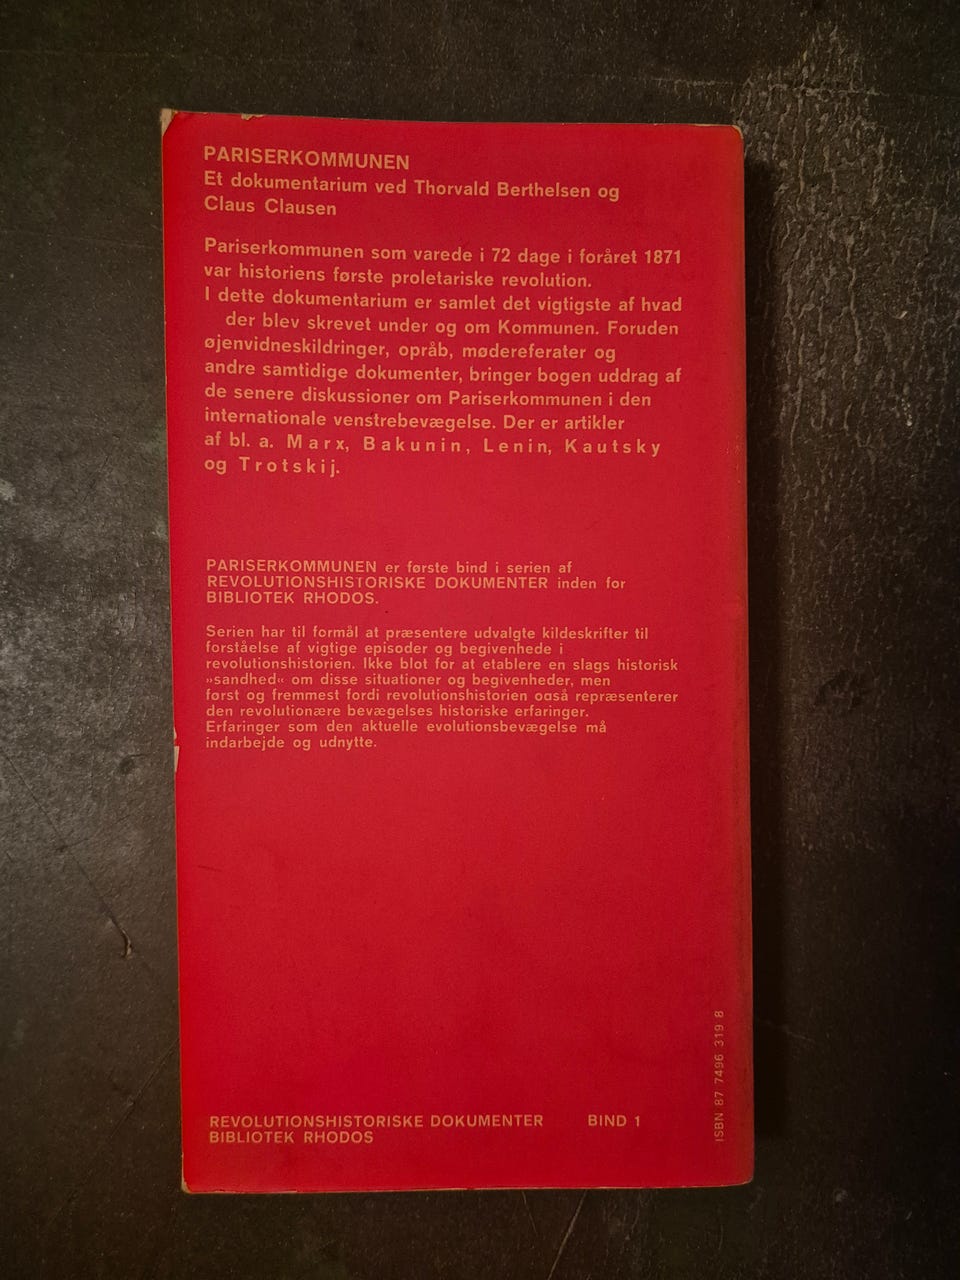 PARISERKOMMUNEN
Et dokumentarium ved Thorvald Berthelsen og
Claus Clausen
Pariserkommunen som varede i 72 dage i foråret 1871
var historiens første proletariske revolution.
I dette dokumentarium er samlet det vigtigste af hvad
der blev skrevet under og om Kommunen. Foruden
øjenvidneskildringer, opråb, mødereferater og
andre samtidige dokumenter, bringer bogen uddrag af
de senere diskussioner om Pariserkommunen i den
internationale venstrebevægelse. Der er artikler
af bl. a. Marx, Bakunin, Lenin, Kautsky
og Trotskij.
PARISERKOMMUNEN er første bind i serien af
REVOLUTIONSHISTORISKE DOKUMENTER inden for
BIBLIOTEK RHODOS.
Serien har til formål at præsentere udvalgte kildeskrifter til
forståelse af vigtige episoder og begivenhede i
revolutionshistorien. Ikke blot for at etablere en slags historisk
»sandhed« om disse situationer og begivenheder, men
først og fremmest fordi revolutionshistorien også repræsenterer
den revolutionære bevægelses historiske erfaringer.
Erfaringer som den aktuelle evolutionsbevægelse må
indarbejde og udnytte.
REVOLUTIONSHISTORISKE DOKUMENTER BIND 1
BIBLIOTEK RHODOS
ISBN 87 7496 319 8